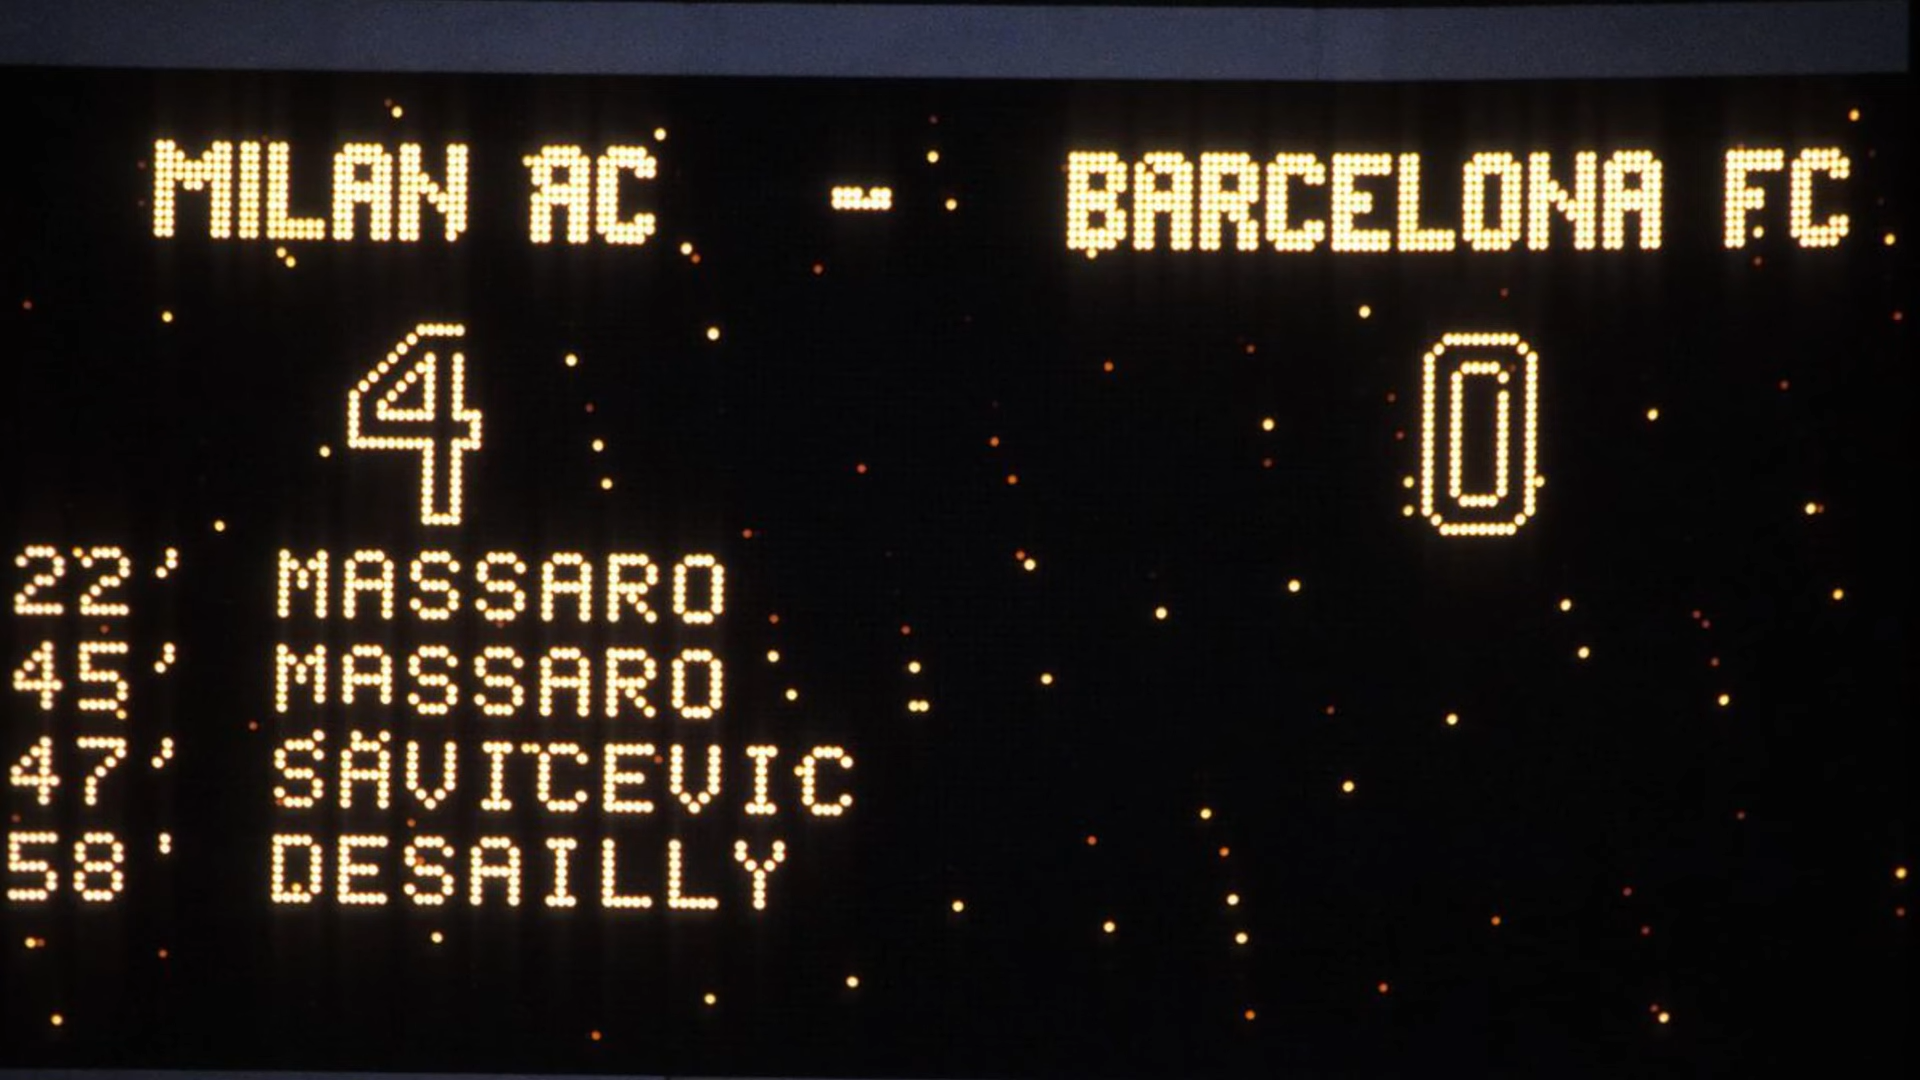 MILAN AC - BARCELONA FC
4 0
22' MASSARO
45' MASSARO
47' SAVICEVIC
58' DESAILLY